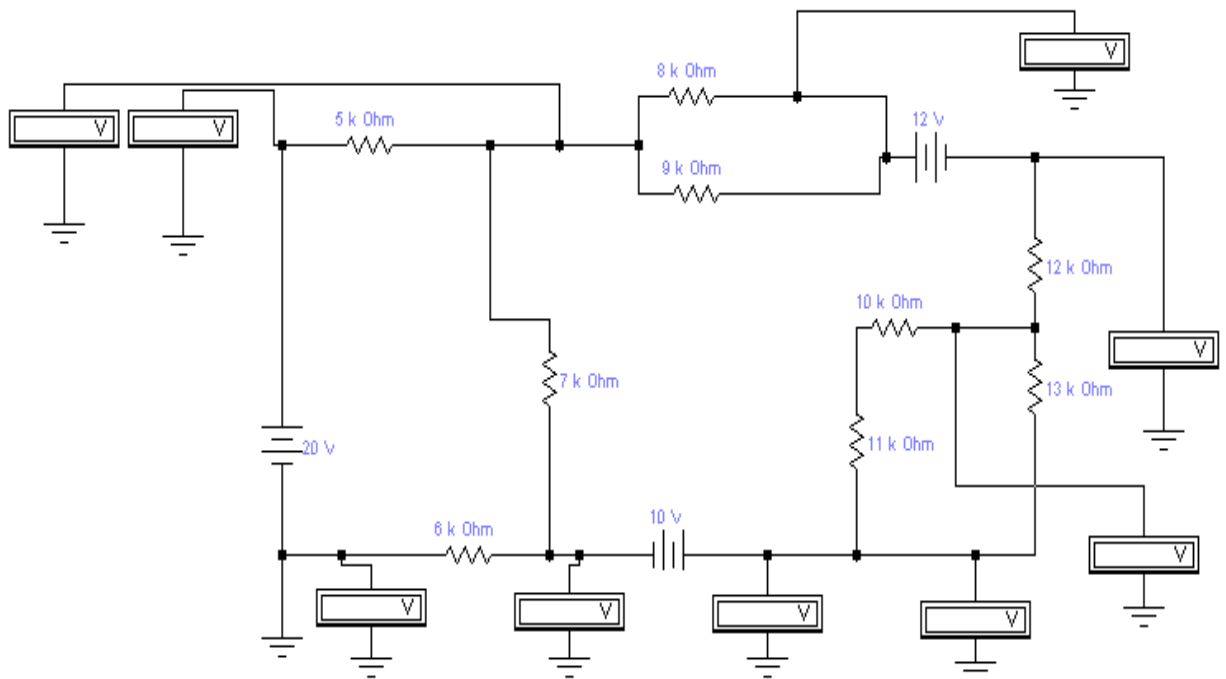 V
8 k Ohm
V
V
5 k Ohm
12 V
9 k Ohm
12 k Ohm
10 k Ohm
V
7 k Ohm
13 k Ohm
11 k Ohm
20 V
10 V
6 k Ohm
V
V
V
V
V